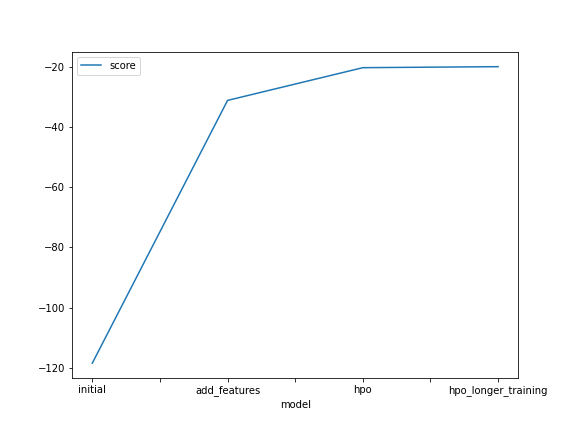 score
−20
−40
−60
−80
−100
−120
initial add_features hpo hpo_longer_training
model